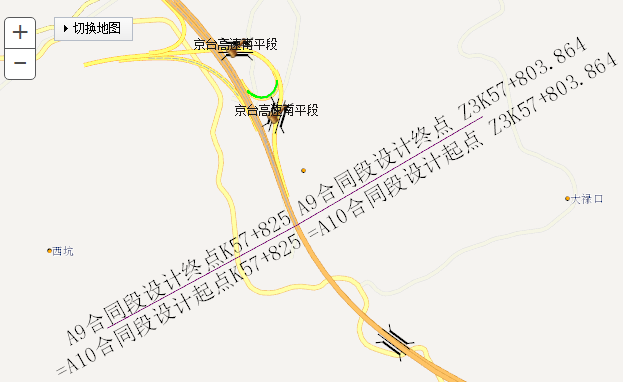 +
切换地图
−
京台高速南平段
京台高速南平段
A9合同段设计终点K57+825 A9合同段设计终点 Z3K57+803.864
=A10合同段设计起点K57+825 =A10合同段设计起点 Z3K57+803.864
大禄口
西坑